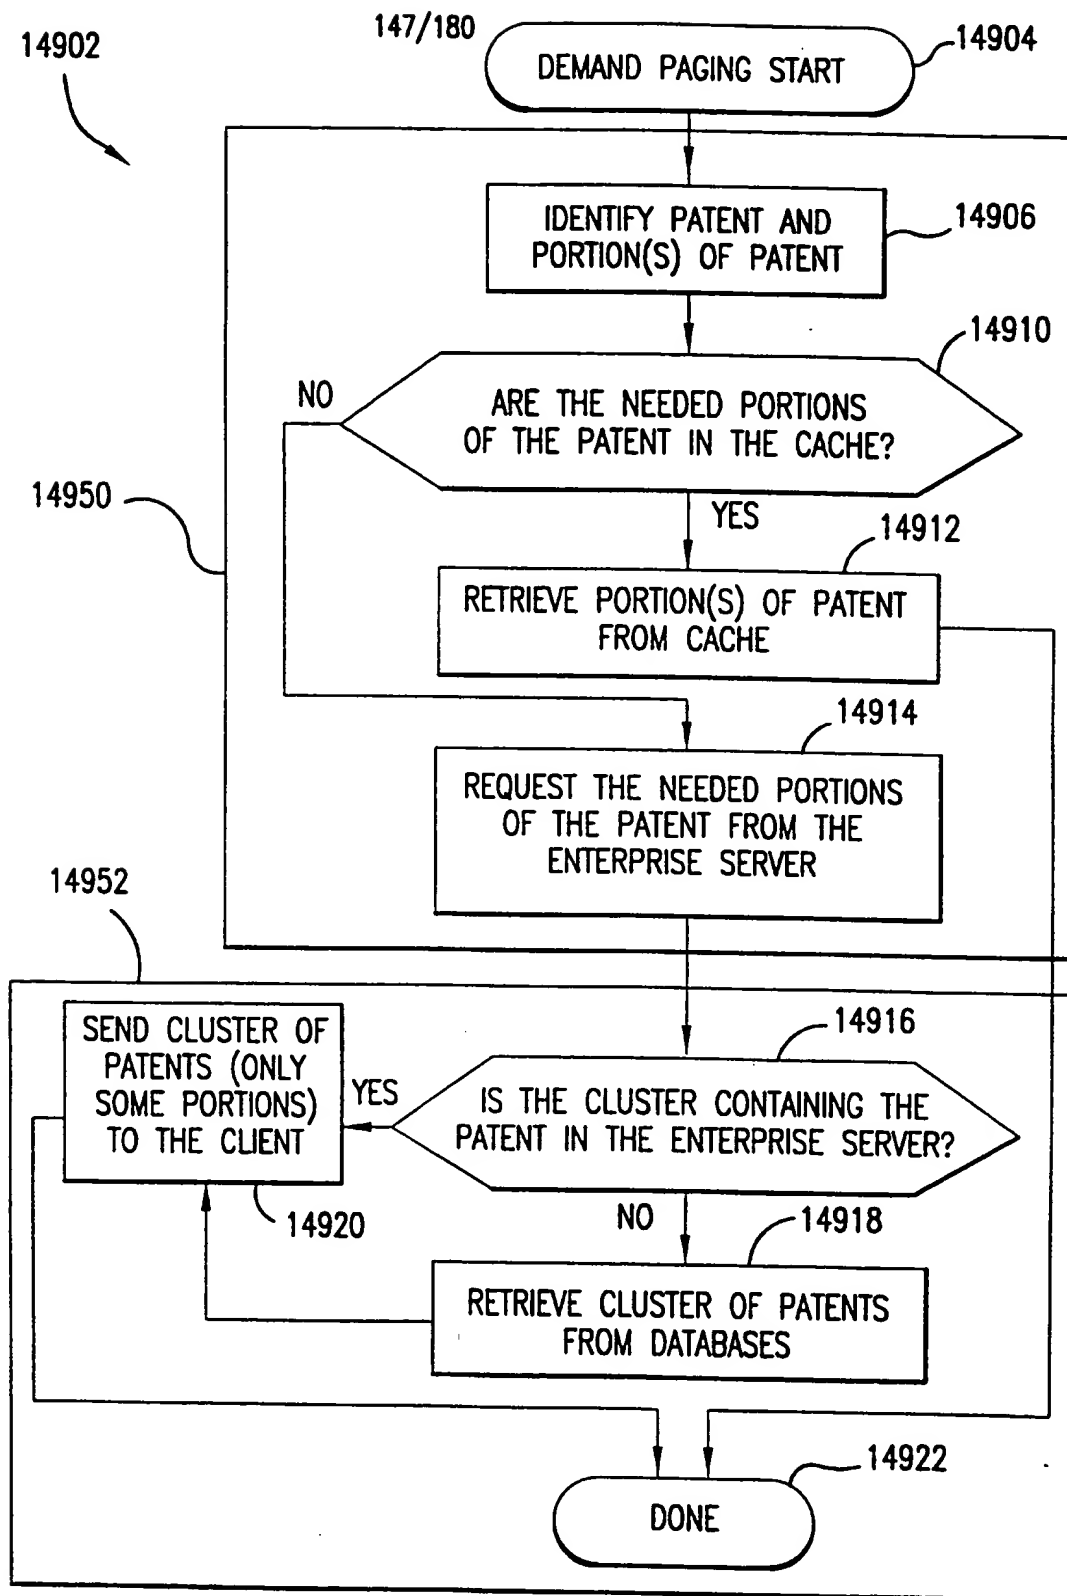 147/180
14902
DEMAND PAGING START
14904
IDENTIFY PATENT AND
PORTION(S) OF PATENT
14906
14910
NO
ARE THE NEEDED PORTIONS
OF THE PATENT IN THE CACHE?
14950
YES
14912
RETRIEVE PORTION(S) OF PATENT
FROM CACHE
14914
REQUEST THE NEEDED PORTIONS
OF THE PATENT FROM THE
ENTERPRISE SERVER
14952
SEND CLUSTER OF
PATENTS (ONLY
SOME PORTIONS)
TO THE CLIENT
YES
14916
IS THE CLUSTER CONTAINING THE
PATENT IN THE ENTERPRISE SERVER?
14920
NO
14918
RETRIEVE CLUSTER OF PATENTS
FROM DATABASES
14922
DONE